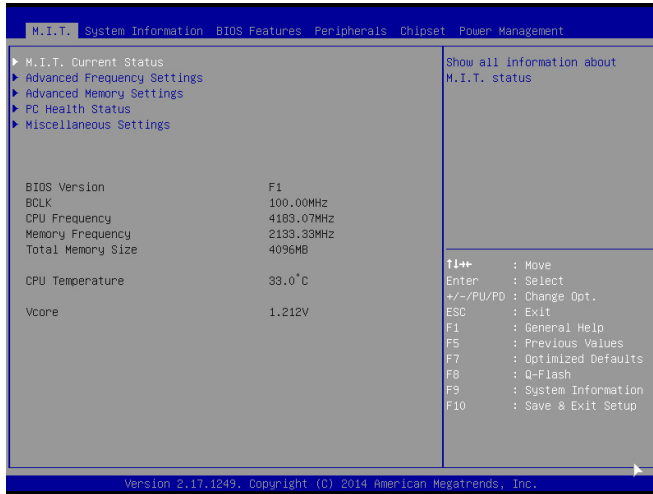 M.I.T. System Information BIOS Features Peripherals Chipset Power Management
M.I.T. Current Status
Advanced Frequency Settings
Advanced Memory Settings
PC Health Status
Miscellaneous Settings
BIOS Version F1
BCLK 100.00MHz
CPU Frequency 4183.07MHz
Memory Frequency 2133.33MHz
Total Memory Size 4096MB
CPU Temperature 33.0°C
Vcore 1.212V
Show all information about
M.I.T. status
↑↓→← : Move
Enter : Select
+/-/PU/PD : Change Opt.
ESC : Exit
F1 : General Help
F5 : Previous Values
F7 : Optimized Defaults
F8 : Q-Flash
F9 : System Information
F10 : Save & Exit Setup
Version 2.17.1249. Copyright (C) 2014 American Megatrends, Inc.